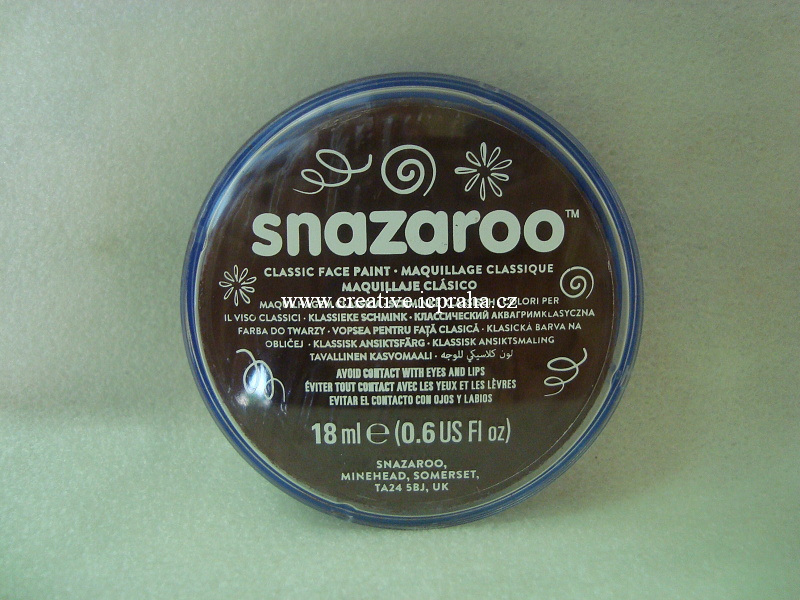 snazaroo™
CLASSIC FACE PAINT · MAQUILLAGE CLASSIQUE
MAQUILLAJE CLÁSICO
www.creative.icpraha.cz
COLORI PER
IL VISO CLASSICI · KLASSIEKE SCHMINK · КЛАССИЧЕСКИЙ АКВАГРИМ KLASYCZNA
FARBA DO TWARZY · VOPSEA PENTRU FAȚĂ CLASICĂ · KLASICKÁ BARVA NA
OBLIČEJ · KLASSISK ANSIKTSFÄRG · KLASSISK ANSIKTSMALING
TAVALLINEN KASVOMAALI · لون كلاسيكي للوجه
AVOID CONTACT WITH EYES AND LIPS
ÉVITER TOUT CONTACT AVEC LES YEUX ET LES LÈVRES
EVITAR EL CONTACTO CON OJOS Y LABIOS
18 ml ℮ (0.6 US Fl oz)
SNAZAROO,
MINEHEAD, SOMERSET,
TA24 5BJ, UK